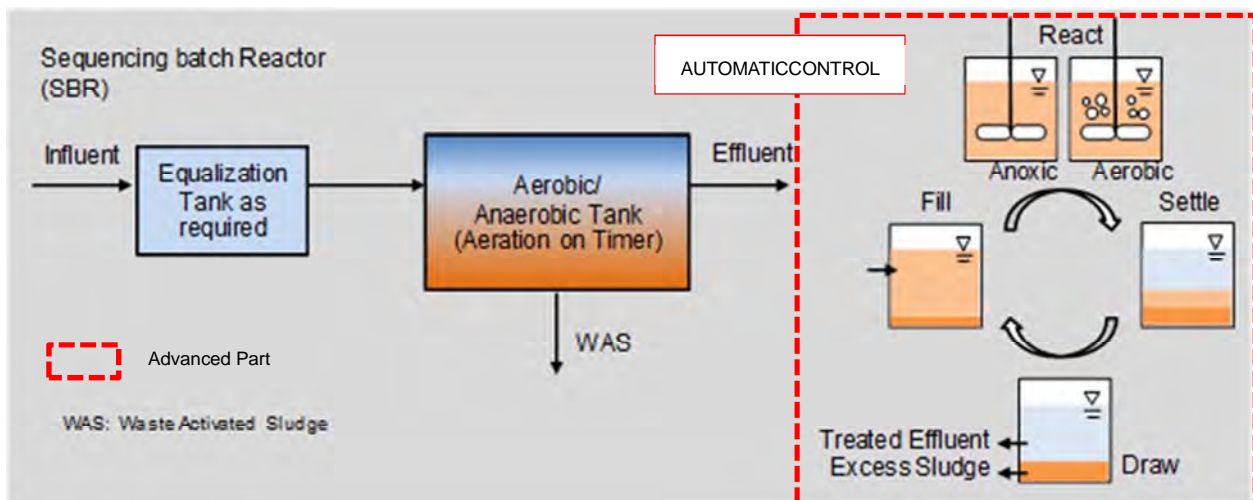 Sequencing batch Reactor
(SBR)
Influent
Equalization
Tank as
required
Aerobic/
Anaerobic Tank
(Aeration on Timer)
Effluent
WAS
Advanced Part
WAS: Waste Activated Sludge
AUTOMATICCONTROL
React
Anoxic
Aerobic
Fill
Settle
Treated Effluent
Excess Sludge
Draw